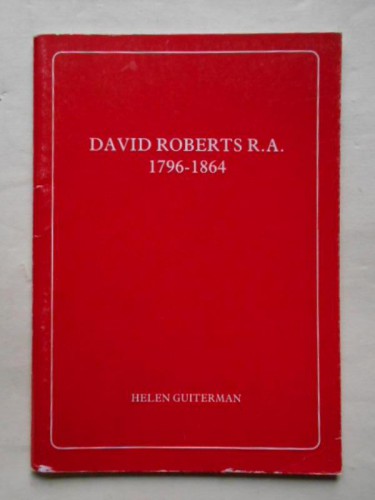 DAVID ROBERTS R.A.
1796-1864
HELEN GUITERMAN